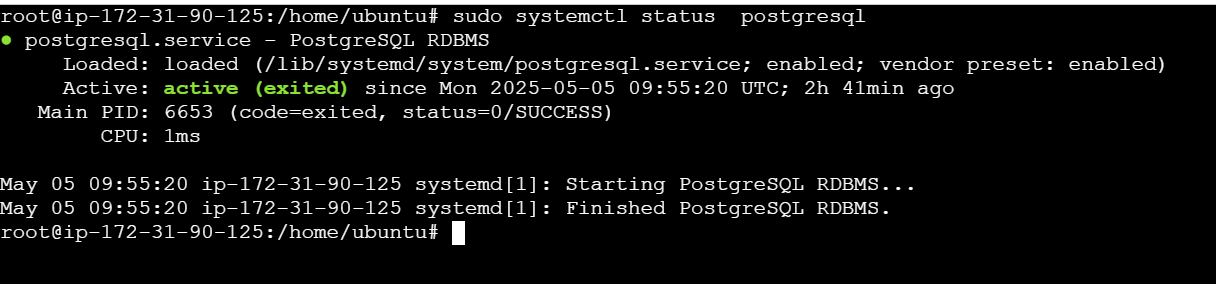 root@ip-172-31-90-125:/home/ubuntu# sudo systemctl status  postgresql
● postgresql.service - PostgreSQL RDBMS
     Loaded: loaded (/lib/systemd/system/postgresql.service; enabled; vendor preset: enabled)
     Active: active (exited) since Mon 2025-05-05 09:55:20 UTC; 2h 41min ago
   Main PID: 6653 (code=exited, status=0/SUCCESS)
        CPU: 1ms

May 05 09:55:20 ip-172-31-90-125 systemd[1]: Starting PostgreSQL RDBMS...
May 05 09:55:20 ip-172-31-90-125 systemd[1]: Finished PostgreSQL RDBMS.
root@ip-172-31-90-125:/home/ubuntu#